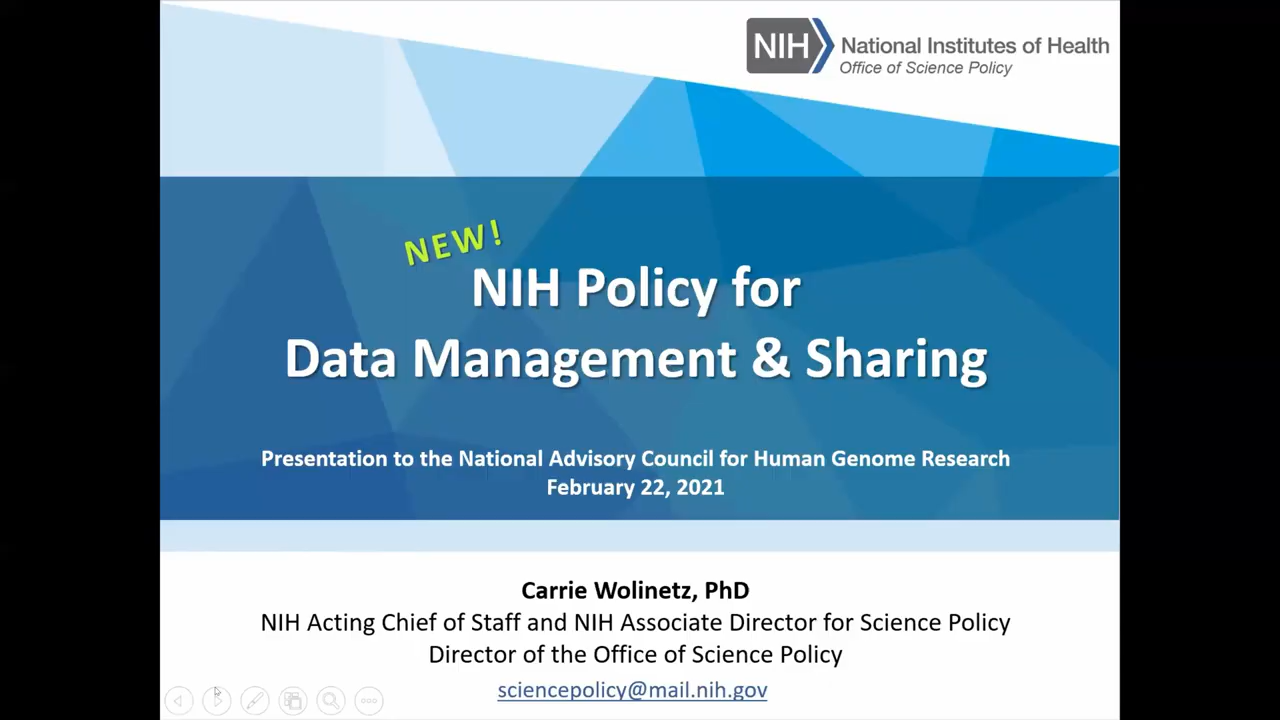 NIH
National Institutes of Health
Office of Science Policy
NEW!
NIH Policy for
Data Management & Sharing
Presentation to the National Advisory Council for Human Genome Research
February 22, 2021
Carrie Wolinetz, PhD
NIH Acting Chief of Staff and NIH Associate Director for Science Policy
Director of the Office of Science Policy
sciencepolicy@mail.nih.gov